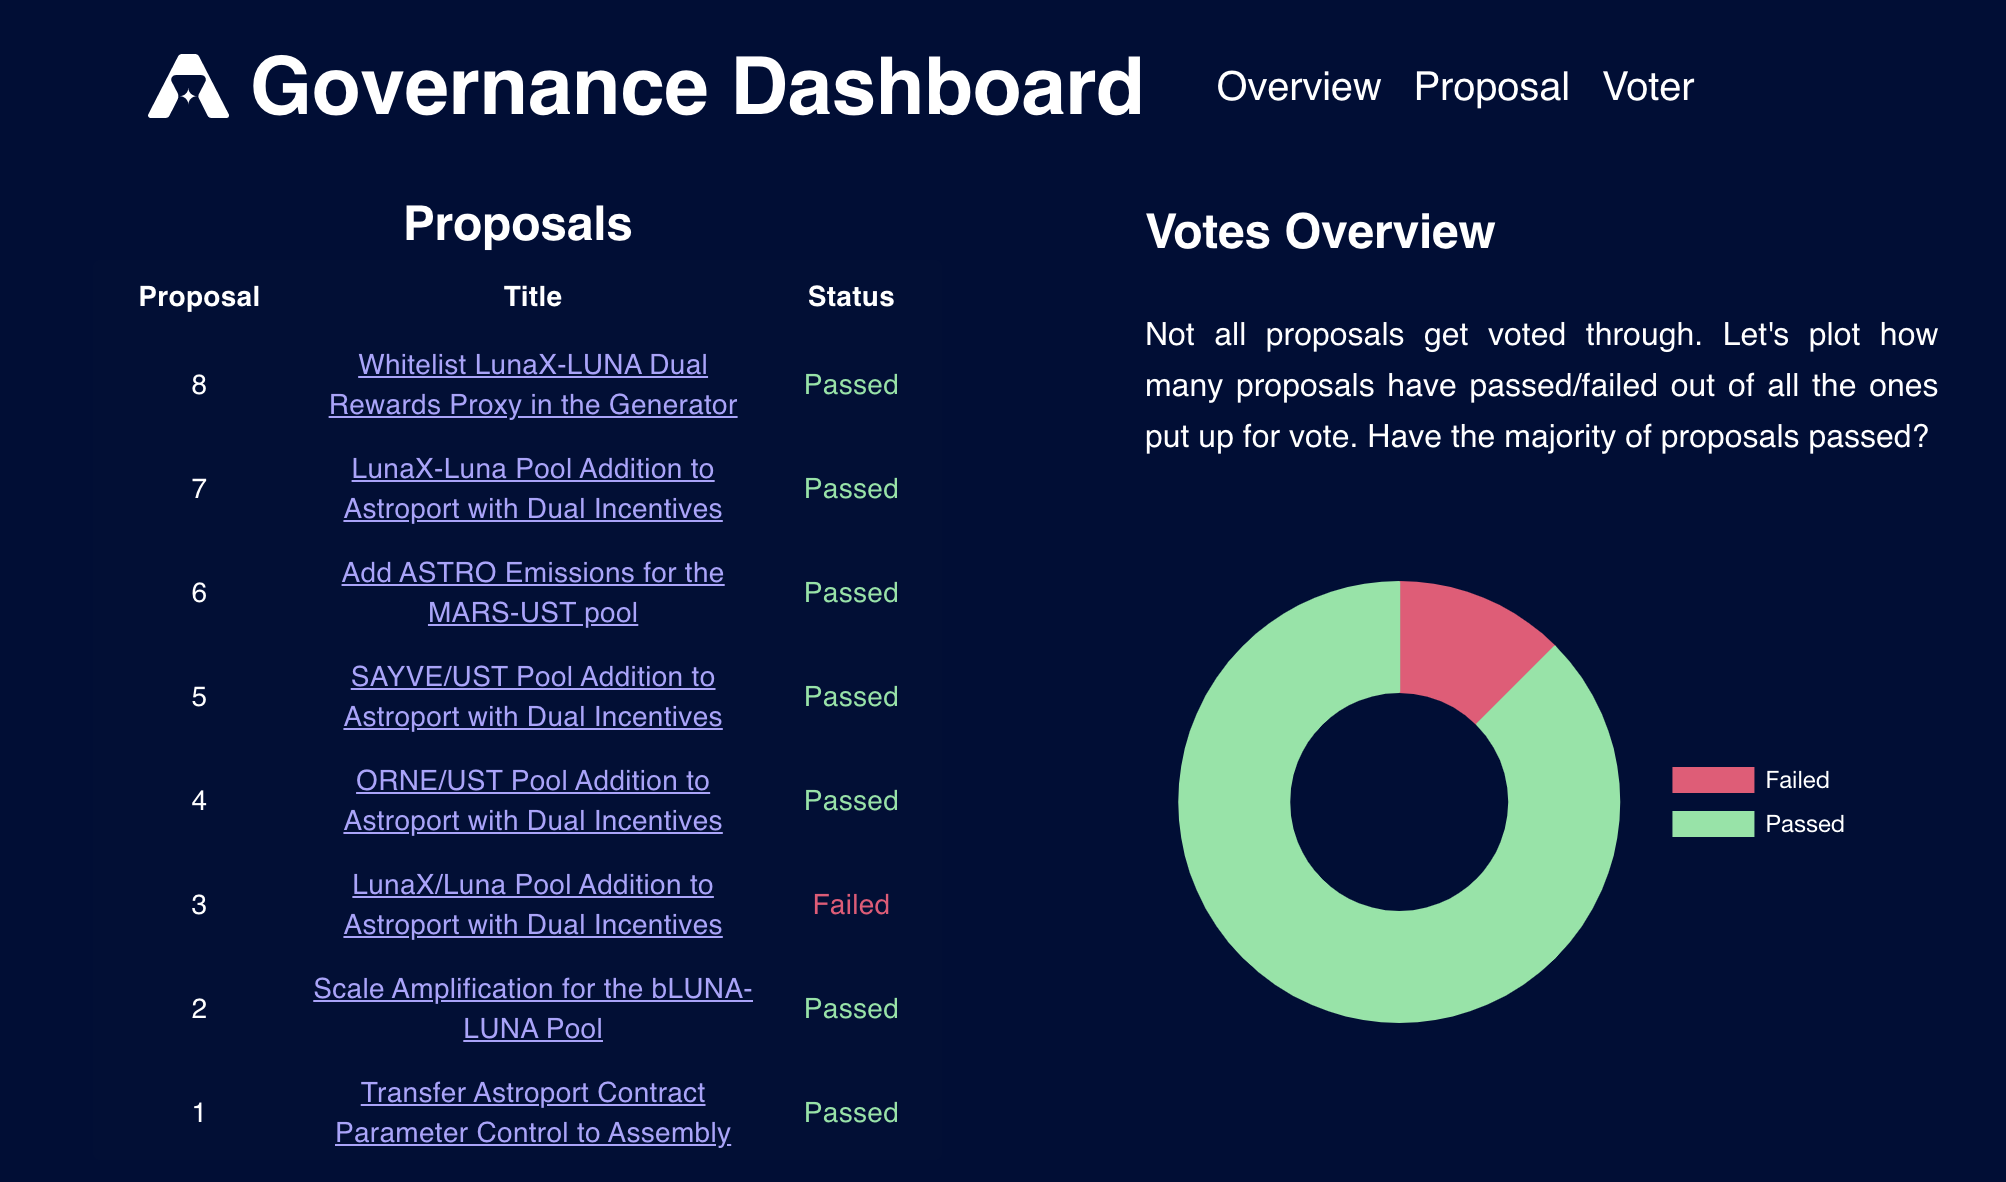 Governance Dashboard
Overview Proposal Voter
Proposals
Proposal Title Status
8 Whitelist LunaX-LUNA Dual Passed
Rewards Proxy in the Generator
7 LunaX-Luna Pool Addition to Passed
Astroport with Dual Incentives
6 Add ASTRO Emissions for the Passed
MARS-UST pool
5 SAYVE/UST Pool Addition to Passed
Astroport with Dual Incentives
4 ORNE/UST Pool Addition to Passed
Astroport with Dual Incentives
3 LunaX/Luna Pool Addition to Failed
Astroport with Dual Incentives
2 Scale Amplification for the bLUNA- Passed
LUNA Pool
1 Transfer Astroport Contract Passed
Parameter Control to Assembly
Votes Overview
Not all proposals get voted through. Let's plot how
many proposals have passed/failed out of all the ones
put up for vote. Have the majority of proposals passed?
Failed
Passed